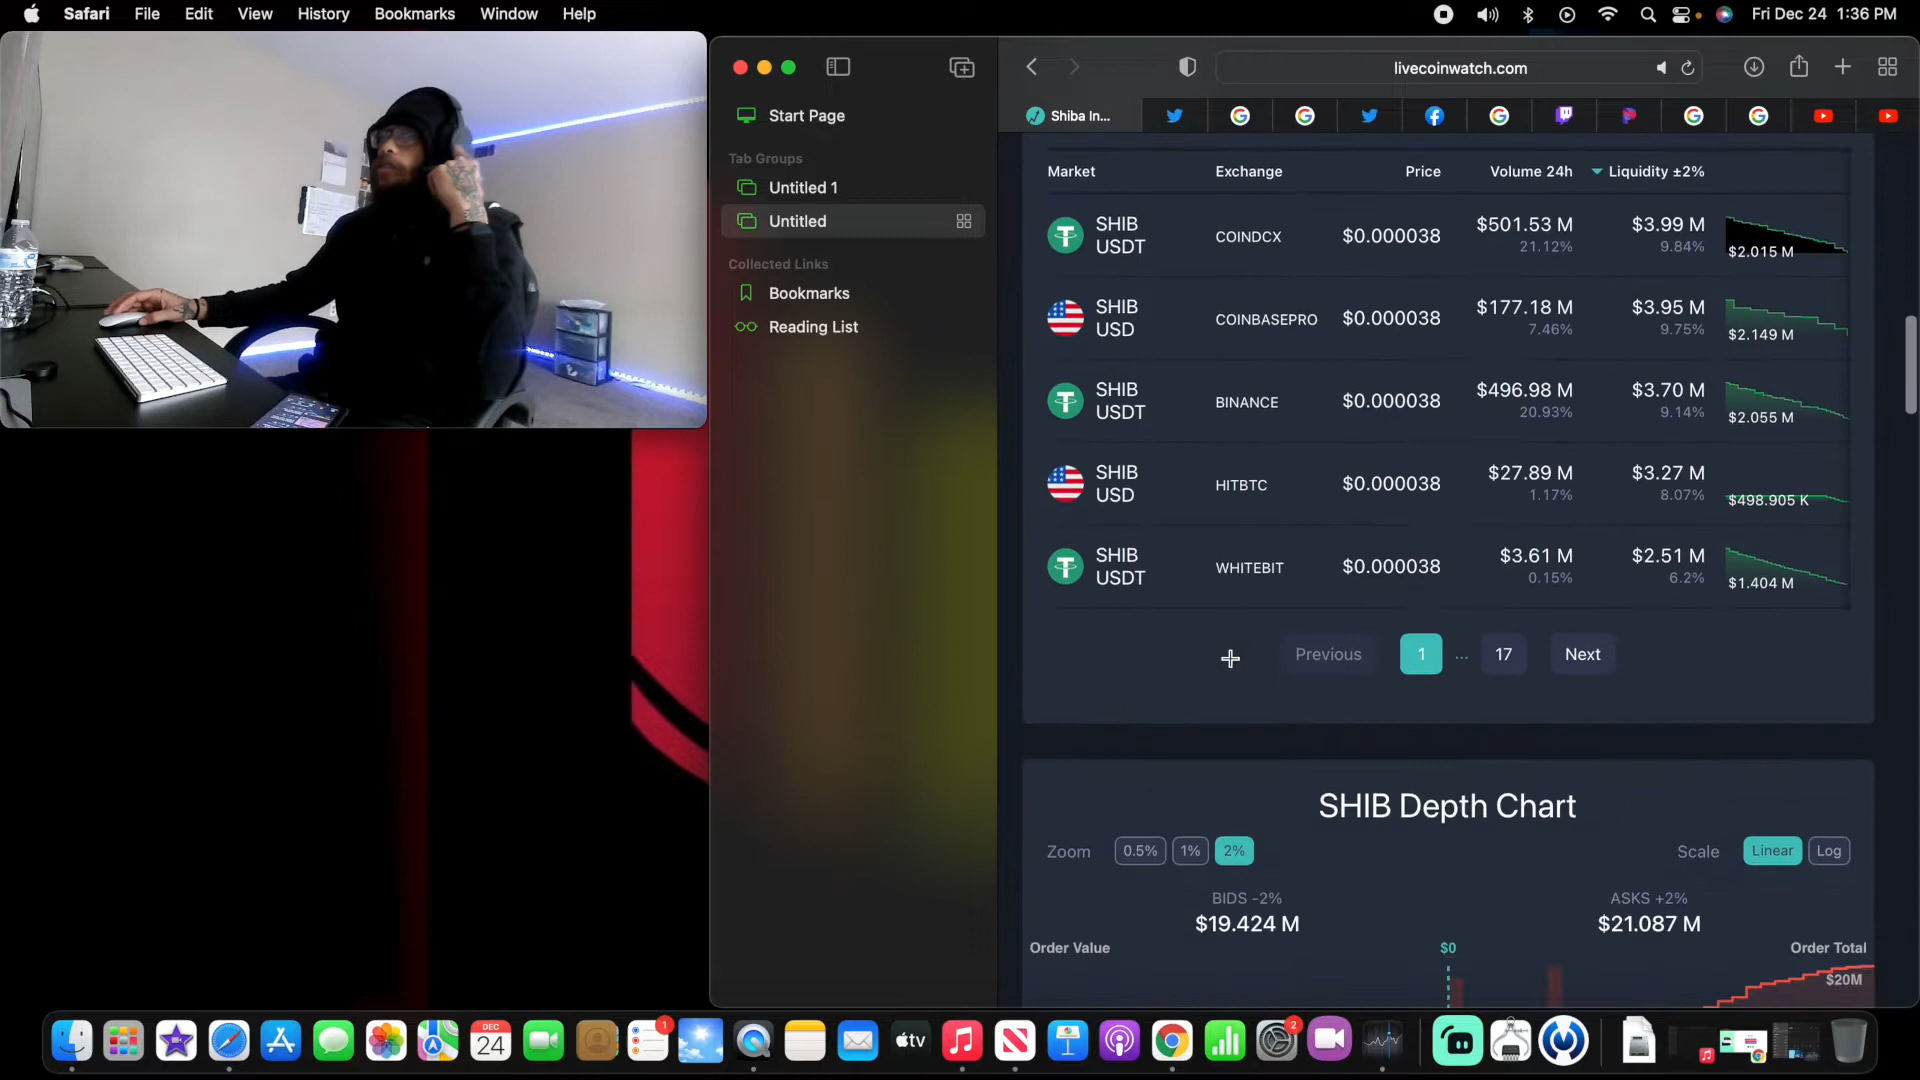 Safari File Edit View History Bookmarks Window Help
Fri Dec 24 1:36 PM
livecoinwatch.com
Start Page
Tab Groups
Untitled 1
Untitled
Collected Links
Bookmarks
Reading List
Shiba In...
Market Exchange Price Volume 24h Liquidity ±2%
SHIB USDT COINDCX $0.000038 $501.53 M 21.12% $3.99 M 9.84% $2.015 M
SHIB USD COINBASEPRO $0.000038 $177.18 M 7.46% $3.95 M 9.75% $2.149 M
SHIB USDT BINANCE $0.000038 $496.98 M 20.93% $3.70 M 9.14% $2.055 M
SHIB USD HITBTC $0.000038 $27.89 M 1.17% $3.27 M 8.07% $498.905 K
SHIB USDT WHITEBIT $0.000038 $3.61 M 0.15% $2.51 M 6.2% $1.404 M
Previous 1 ... 17 Next
SHIB Depth Chart
Zoom 0.5% 1% 2% Scale Linear Log
BIDS -2% ASKS +2%
$19.424 M $21.087 M
Order Value $0 Order Total
$20M
DEC
24
1
tv
2